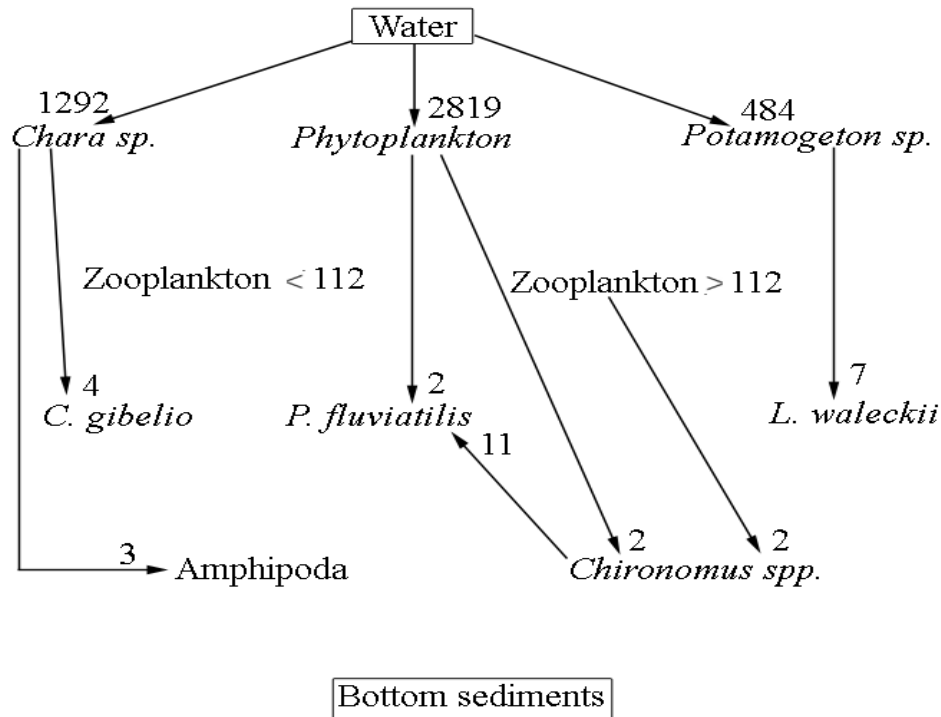 Water
1292 2819 484
Chara sp. Phytoplankton Potamogeton sp.
Zooplankton < 112 Zooplankton > 112
4 2 7
C. gibelio P. fluviatilis L. waleckii
11
3 2 2
Amphipoda Chironomus spp.
Bottom sediments